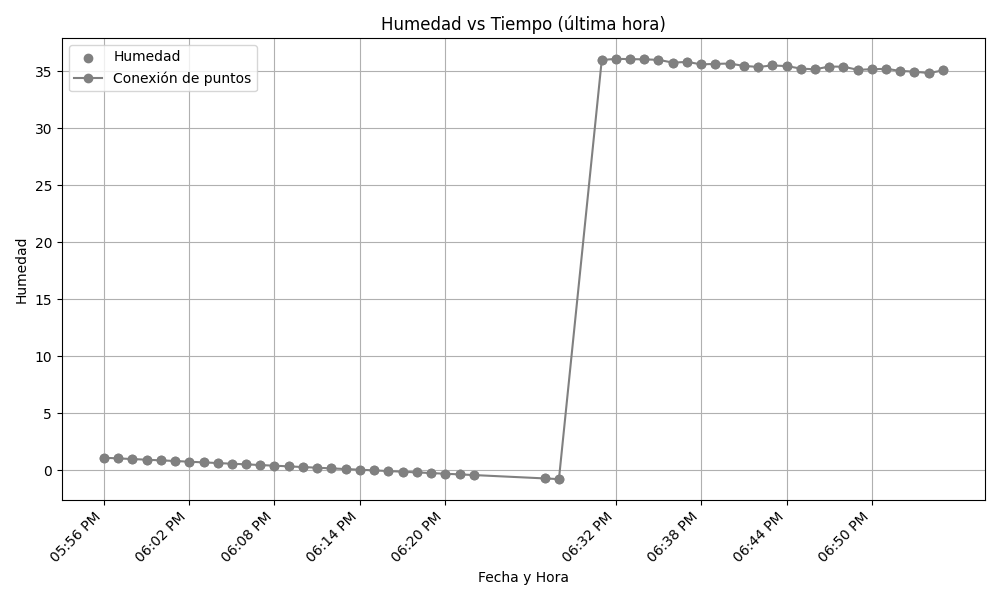 Humedad vs Tiempo (última hora)
Humedad
Conexión de puntos
35
30
25
20
15
10
5
0
Humedad
05:56 PM
06:02 PM
06:08 PM
06:14 PM
06:20 PM
06:32 PM
06:38 PM
06:44 PM
06:50 PM
Fecha y Hora